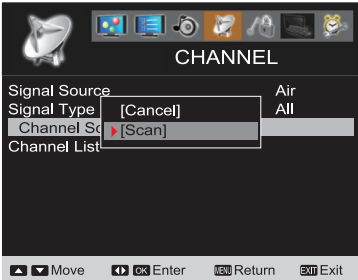 CHANNEL
Signal Source Air
Signal Type All
[Cancel]
Channel Sc
[Scan]
Channel List
Move OK Enter MENU Return EXIT Exit